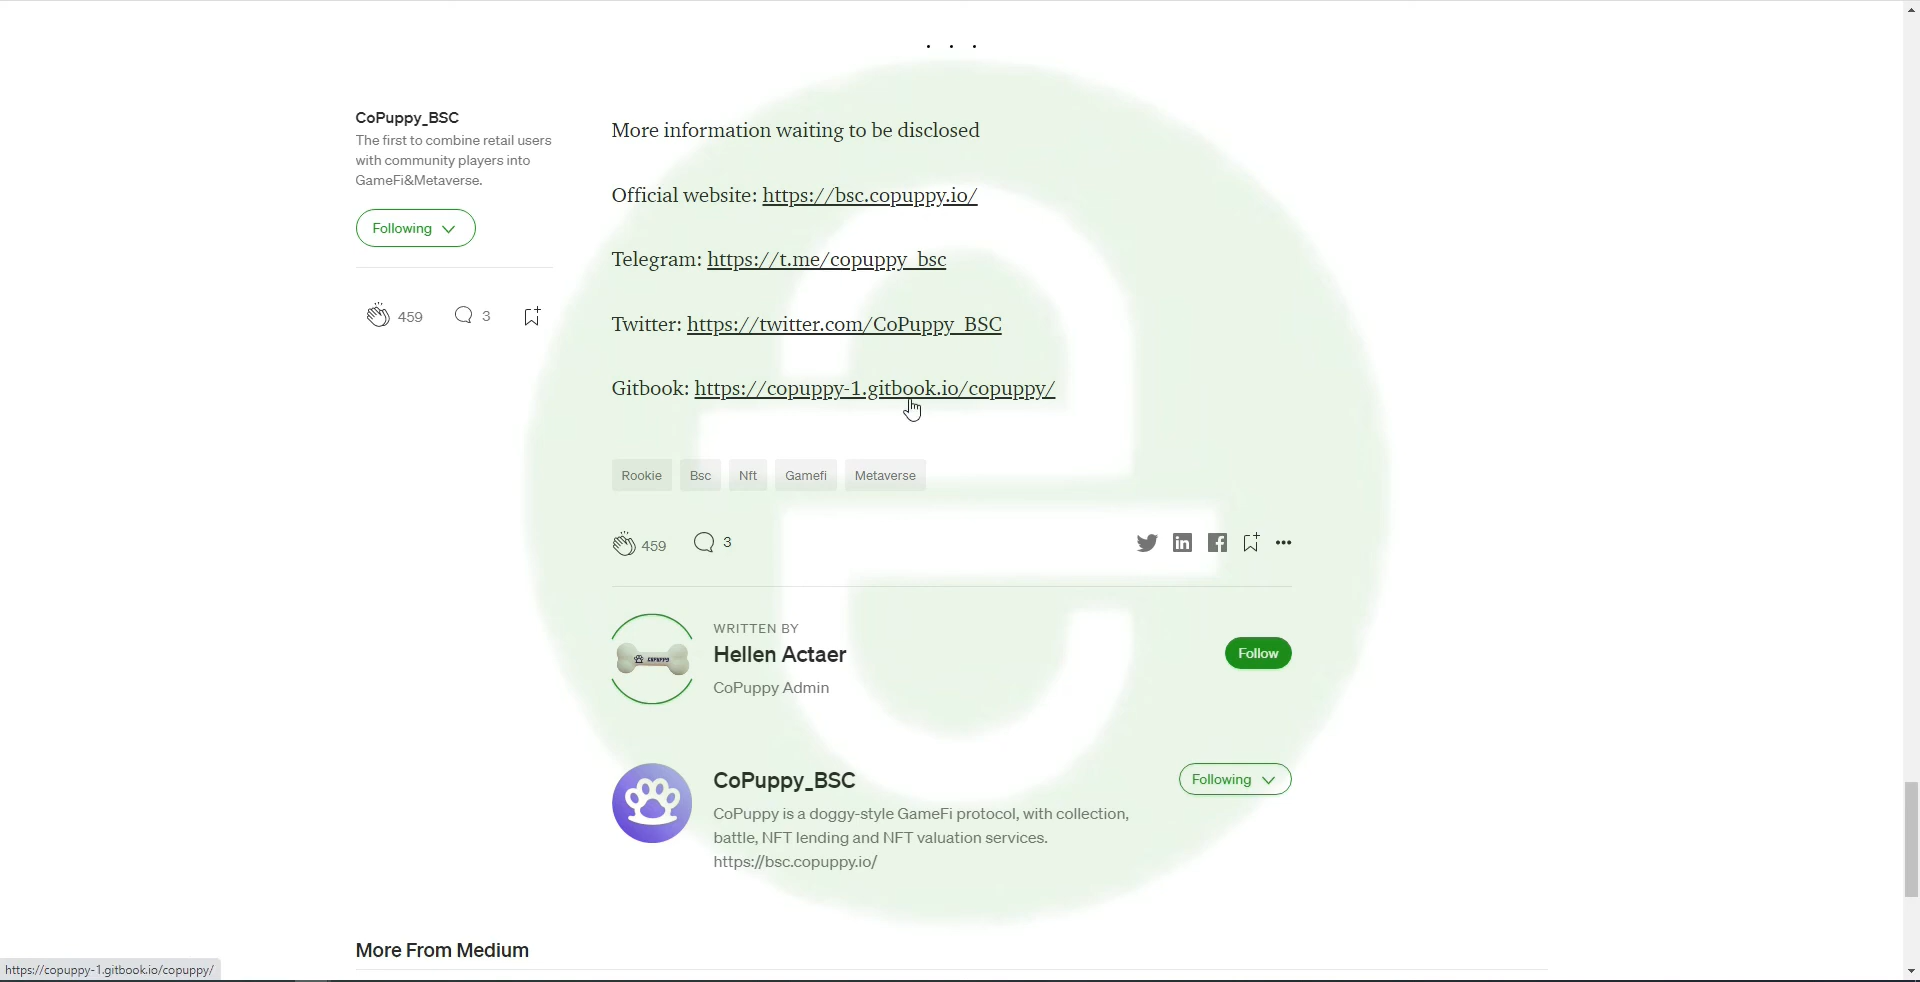 CoPuppy_BSC
The first to combine retail users
with community players into
GameFi&Metaverse.
Following
459
3
More information waiting to be disclosed
Official website: https://bsc.copuppy.io/
Telegram: https://t.me/copuppy_bsc
Twitter: https://twitter.com/CoPuppy_BSC
Gitbook: https://copuppy-1.gitbook.io/copuppy/
Rookie Bsc Nft Gamefi Metaverse
459 3
WRITTEN BY
Hellen Actaer
CoPuppy Admin
Follow
COPUPPY
CoPuppy_BSC
Following
CoPuppy is a doggy-style GameFi protocol, with collection,
battle, NFT lending and NFT valuation services.
https://bsc.copuppy.io/
More From Medium
https://copuppy-1.gitbook.io/copuppy/